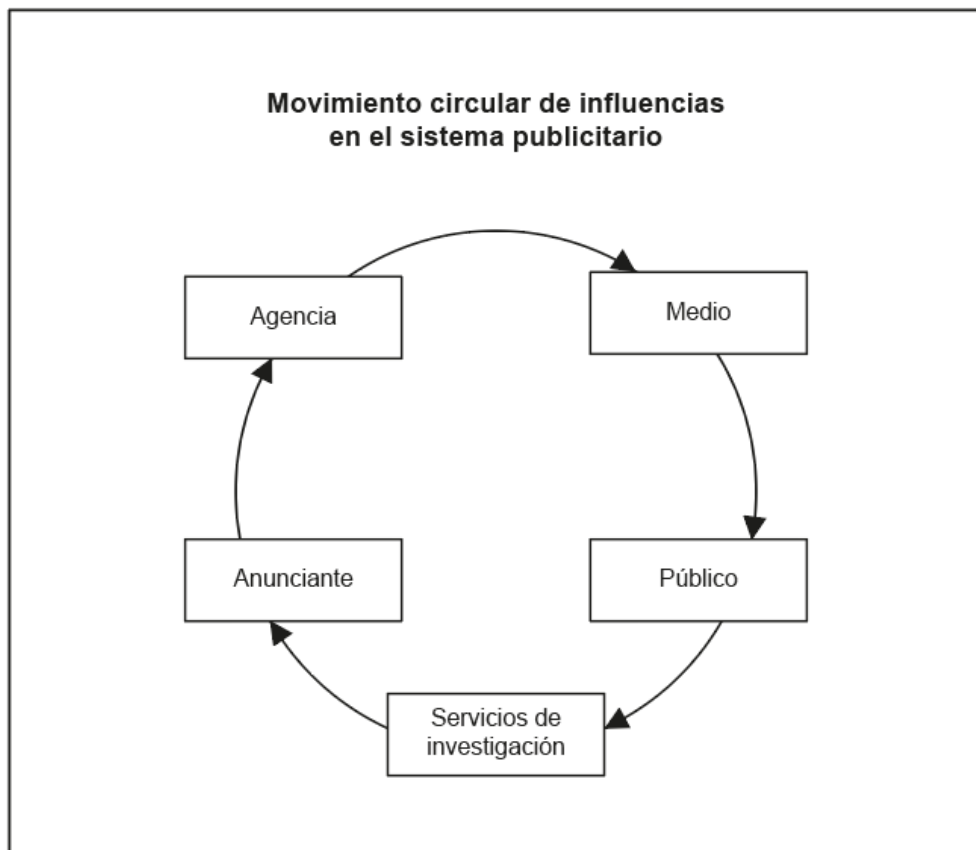 Movimiento circular de influencias
en el sistema publicitario
Agencia
Medio
Anunciante
Público
Servicios de
investigación